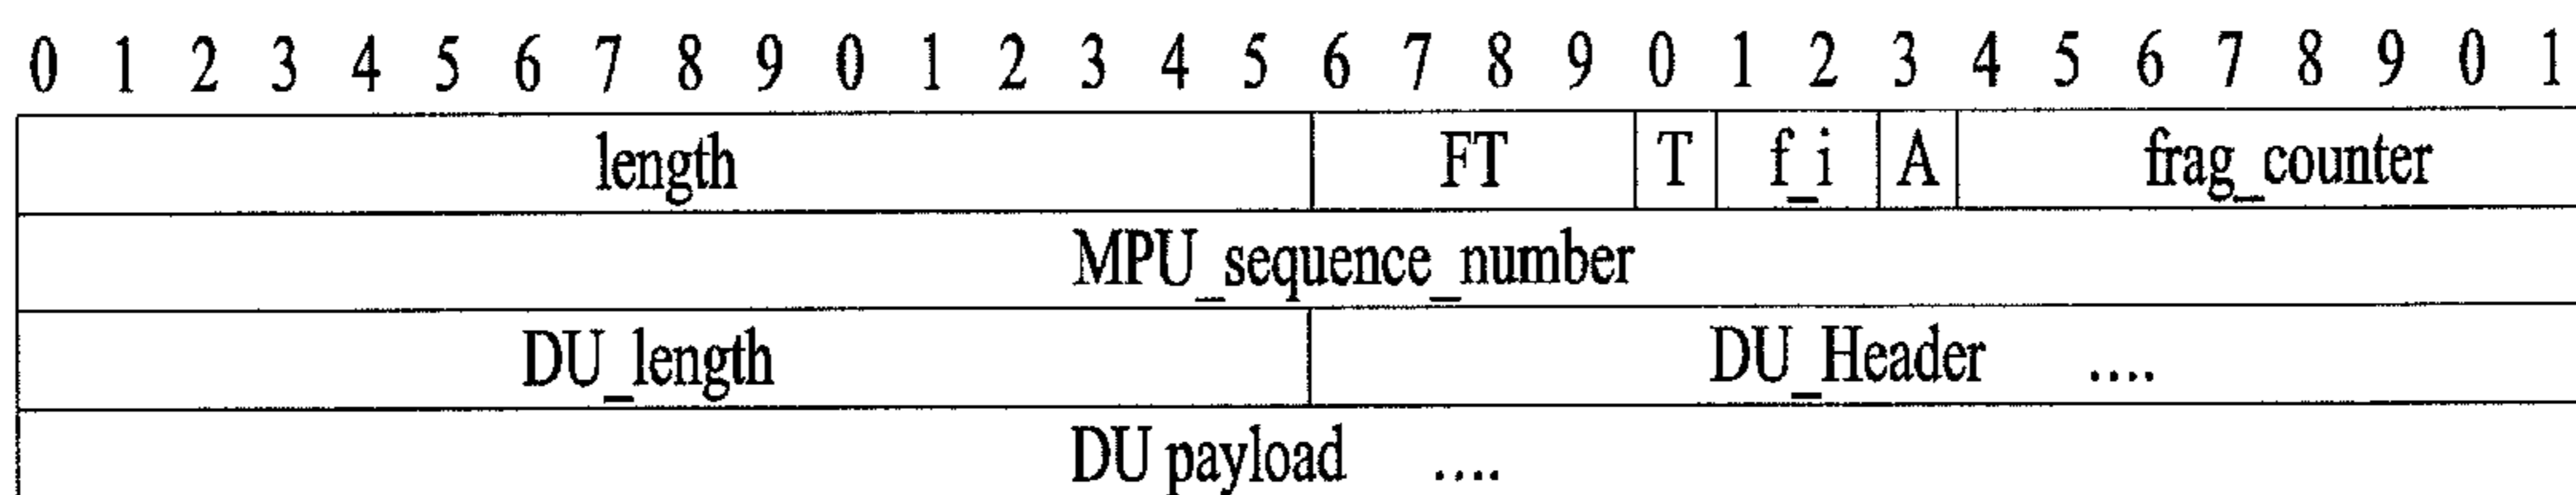 0 1 2 3 4 5 6 7 8 9 0 1 2 3 4 5 6 7 8 9 0 1 2 3 4 5 6 7 8 9 0 1
length FT T f_i A frag_counter
MPU_sequence_number
DU_length DU_Header ....
DU payload ....